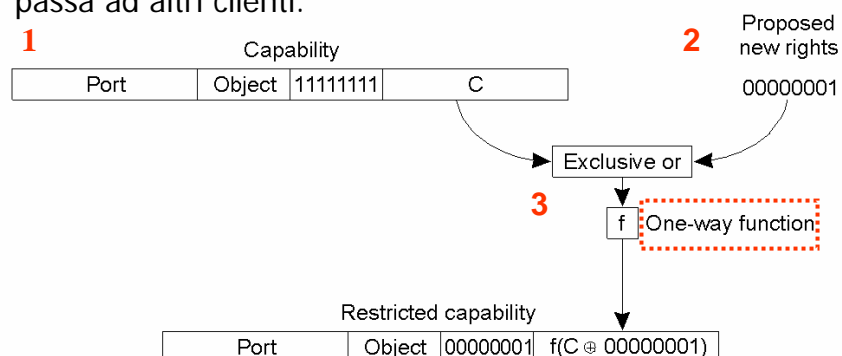 passa ad altri clienti.
1
Capability
2
Proposed
new rights
Port Object 11111111 C
00000001
Exclusive or
3
f One-way function
Restricted capability
Port Object 00000001 f(C ⊕ 00000001)